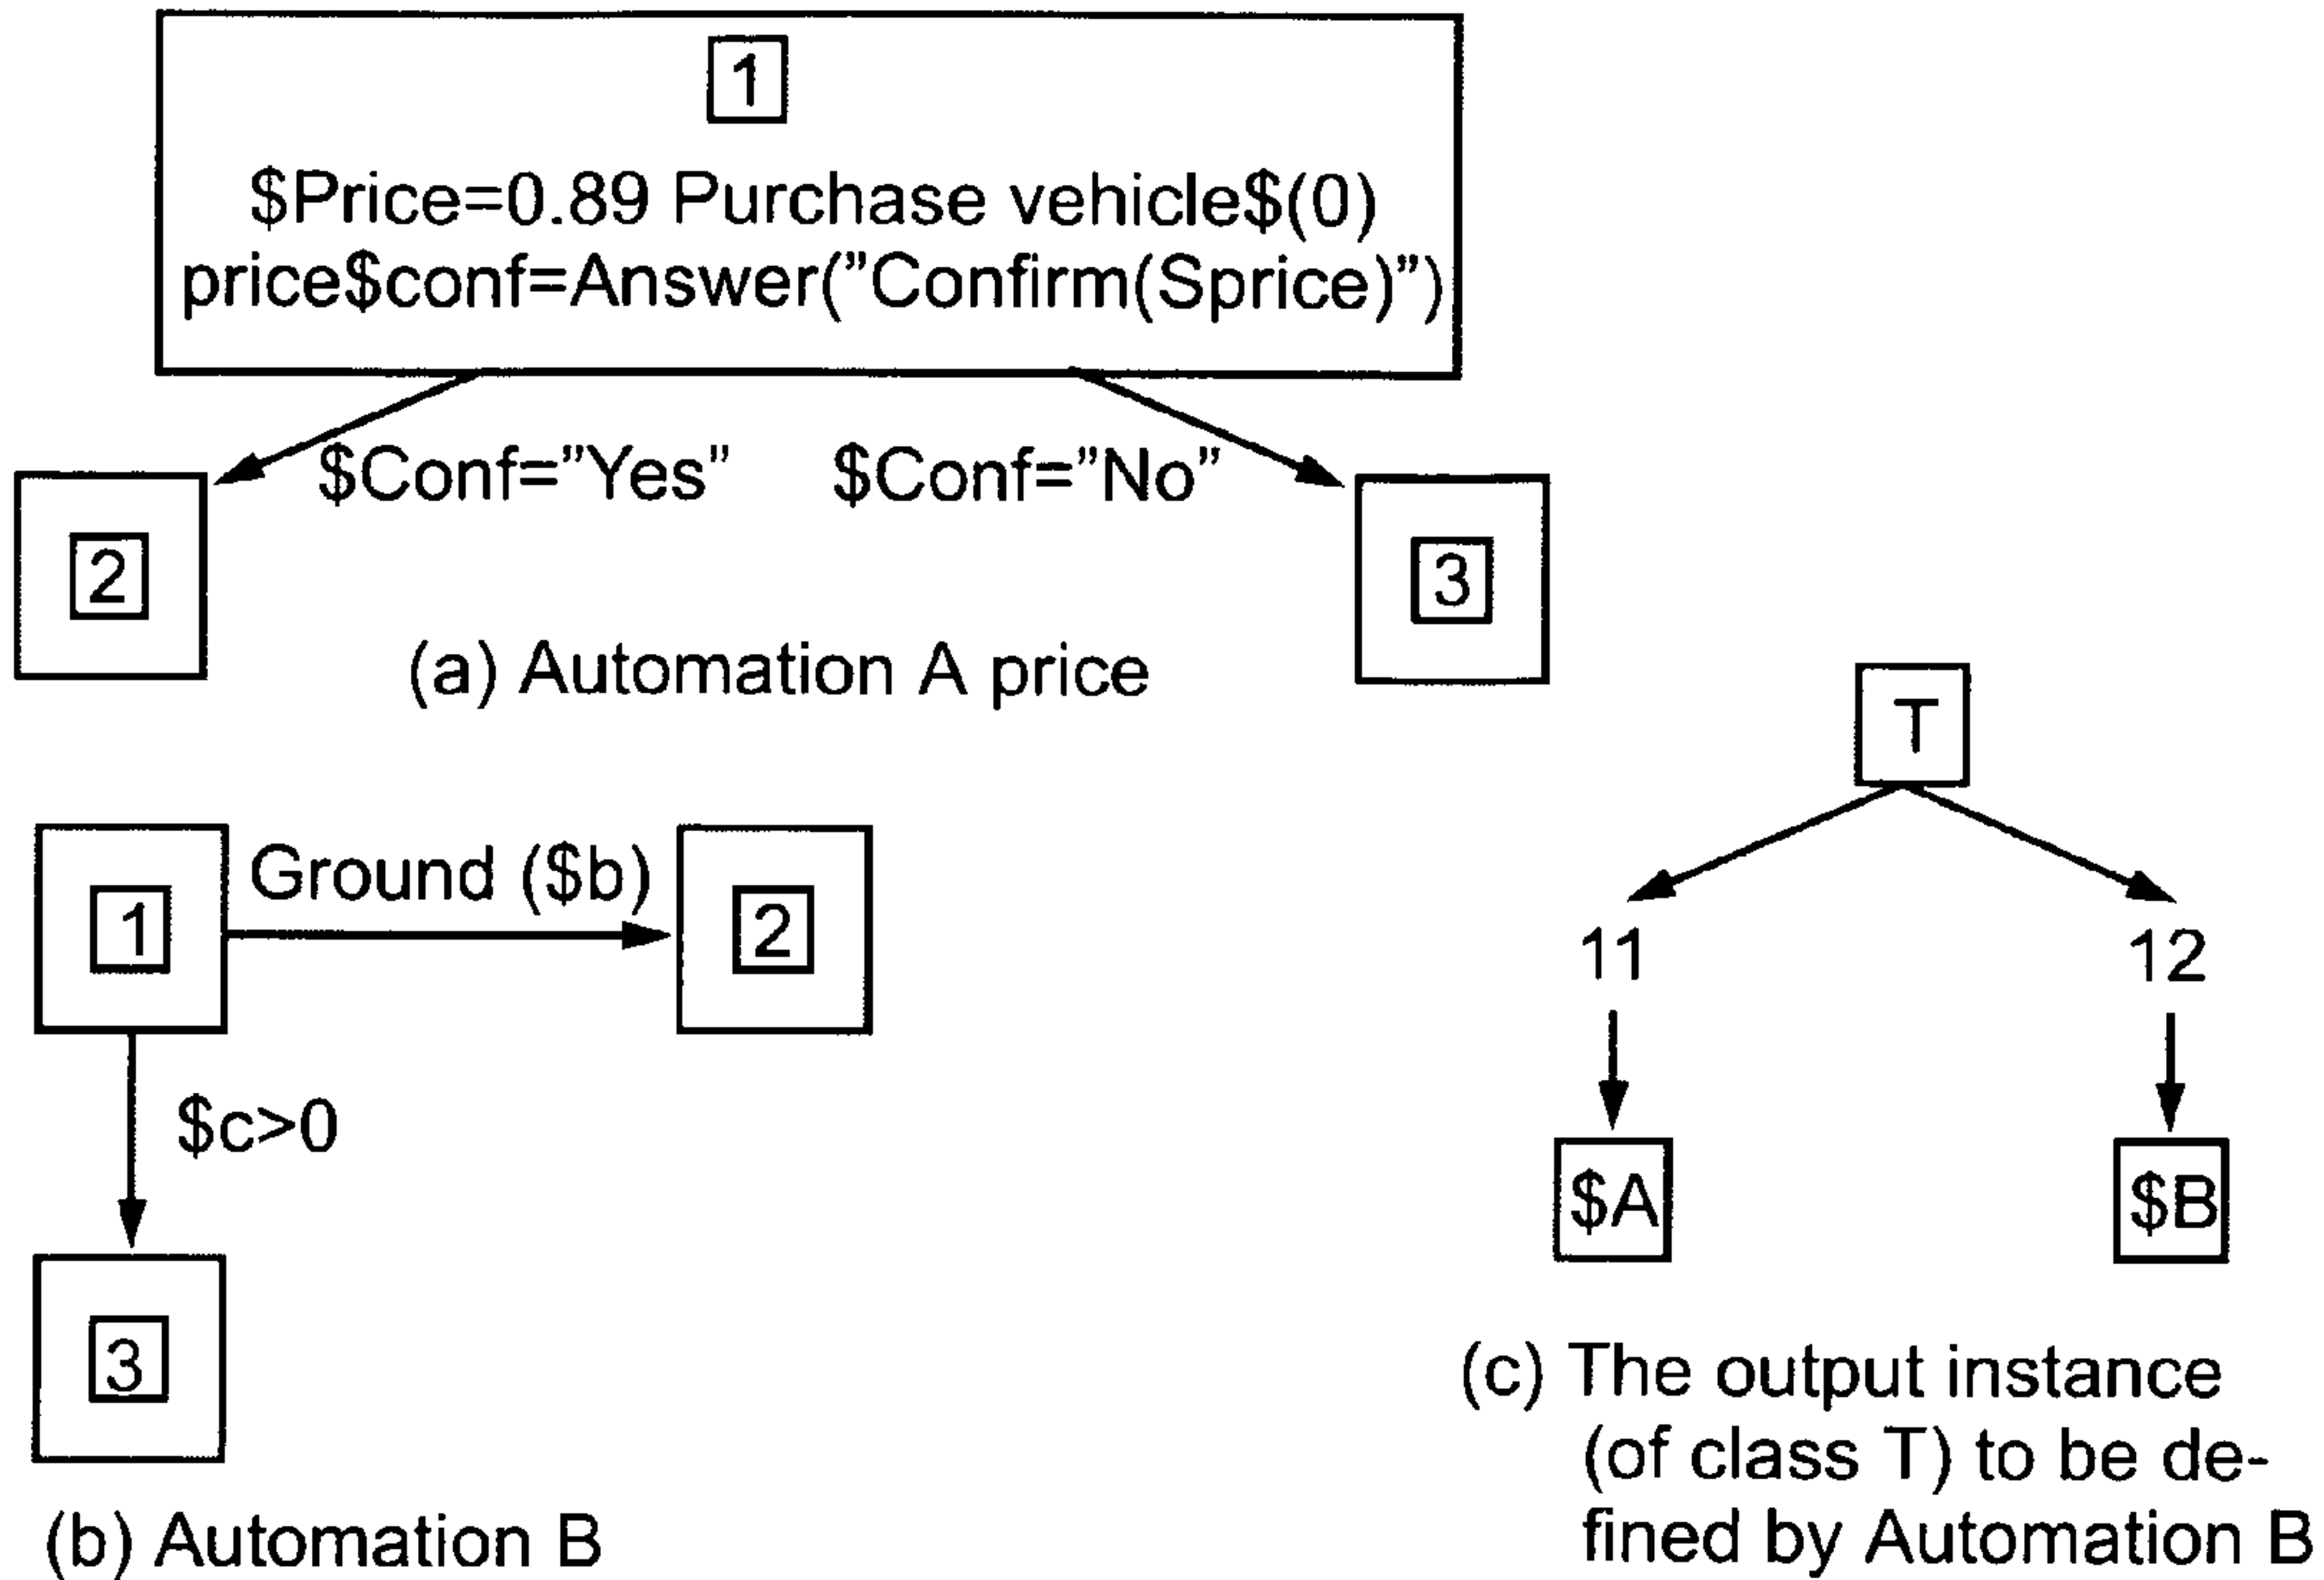 1
$Price=0.89 Purchase vehicle$(0)
price$conf=Answer("Confirm(Sprice)")
$Conf="Yes"
$Conf="No"
2
3
(a) Automation A price
1
Ground ($b)
2
$c>0
3
(b) Automation B
T
11
12
$A
$B
(c) The output instance
(of class T) to be de-
fined by Automation B